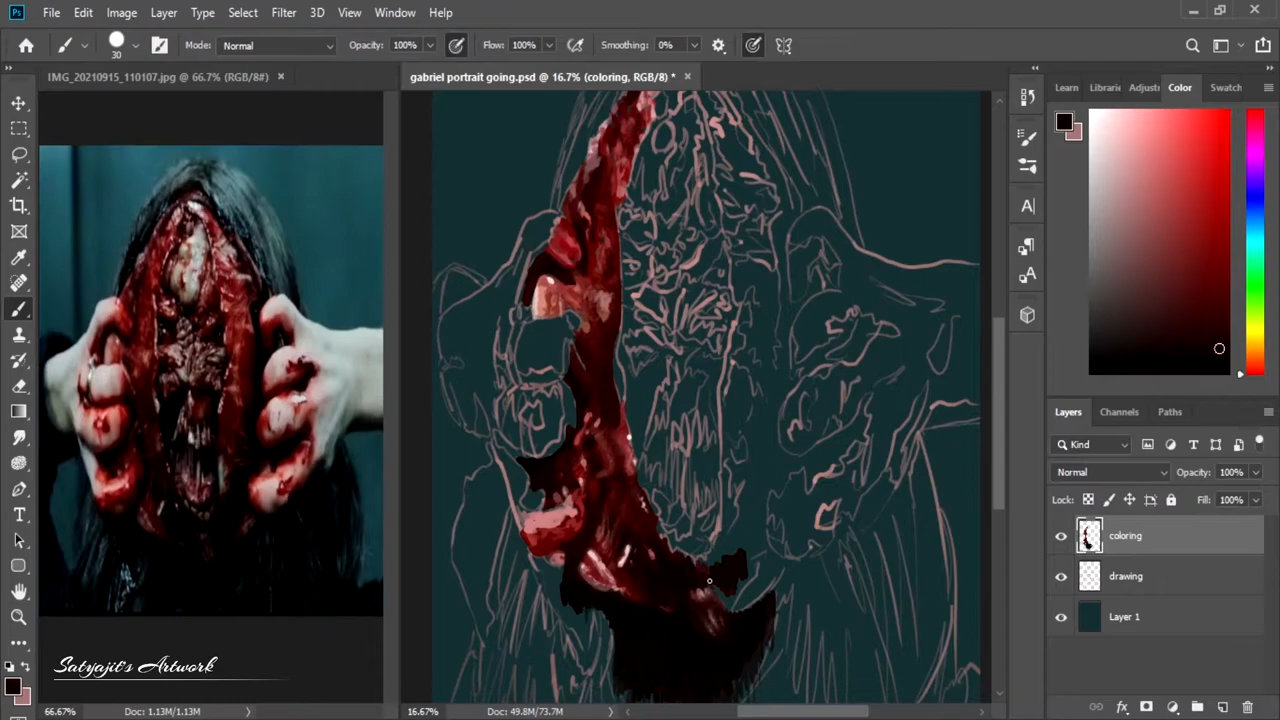 Ps File Edit Image Layer Type Select Filter 3D View Window Help
30 Mode: Normal Opacity: 100% Flow: 100% Smoothing: 0%
IMG_20210915_110107.jpg @ 66.7% (RGB/8#) × gabriel portrait going.psd @ 16.7% (coloring, RGB/8) * ×
Learn Librarie Adjustr Color Swatch
Layers Channels Paths
Kind
Normal Opacity: 100%
Lock: Fill: 100%
coloring
drawing
Layer 1
Satyajit's Artwork
66.67% Doc: 1.13M/1.13M 16.67% Doc: 49.8M/73.7M